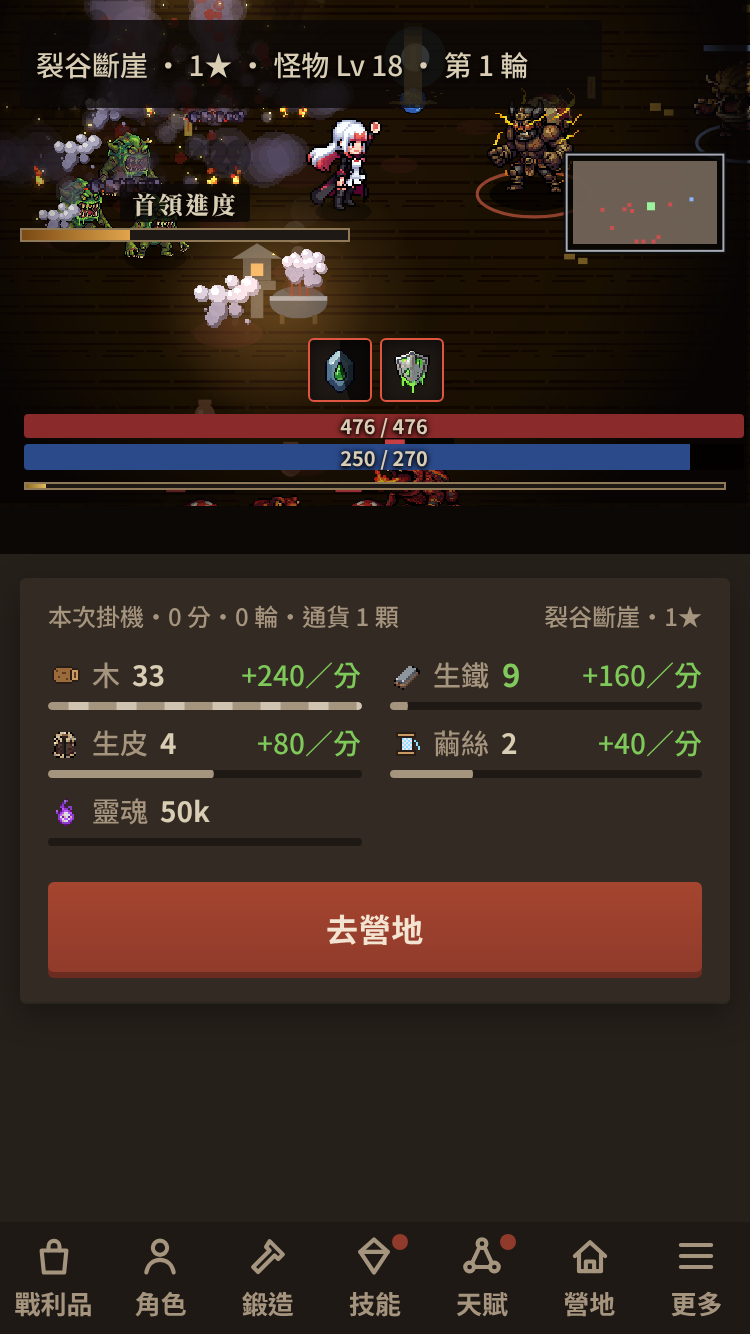 裂谷斷崖 • 1★ • 怪物 Lv 18 • 第 1 輪
首領進度
476 / 476
250 / 270
本次掛機・0 分・0 輪・通貨 1 顆
裂谷斷崖・1★
木 33 +240／分
生鐵 9 +160／分
生皮 4 +80／分
繭絲 2 +40／分
靈魂 50k
去營地
戰利品 角色 鍛造 技能 天賦 營地 更多